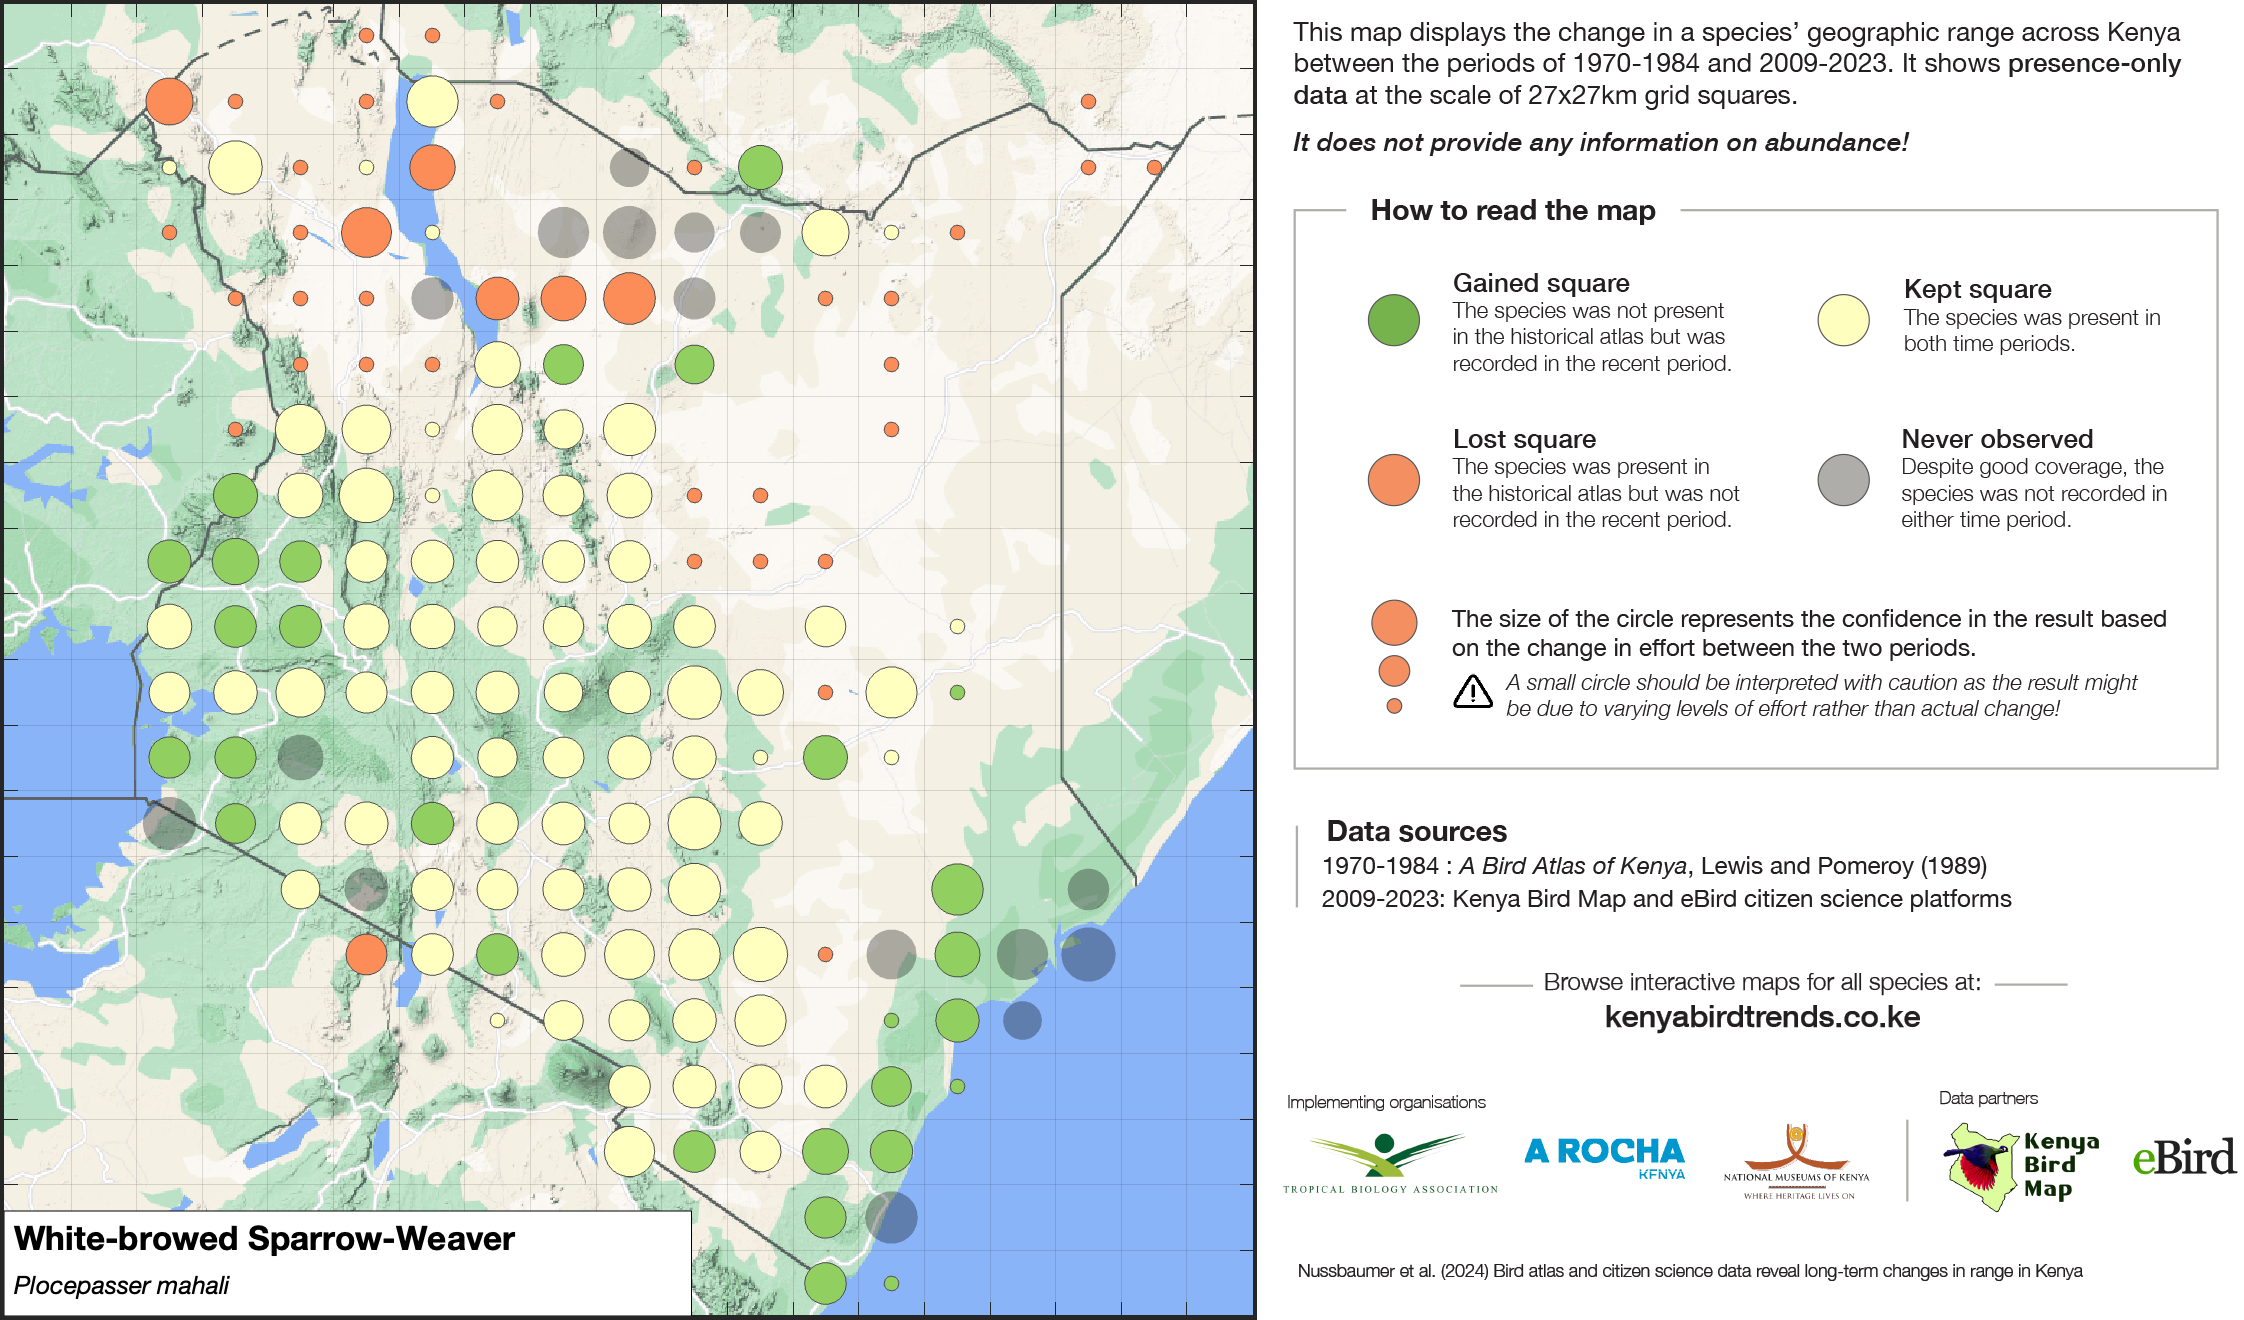 This map displays the change in a species’ geographic range across Kenya
between the periods of 1970-1984 and 2009-2023. It shows presence-only
data at the scale of 27x27km grid squares.
It does not provide any information on abundance!
How to read the map
Gained square
The species was not present
in the historical atlas but was
recorded in the recent period.
Kept square
The species was present in
both time periods.
Lost square
The species was present in
the historical atlas but was not
recorded in the recent period.
Never observed
Despite good coverage, the
species was not recorded in
either time period.
The size of the circle represents the confidence in the result based
on the change in effort between the two periods.
A small circle should be interpreted with caution as the result might
be due to varying levels of effort rather than actual change!
Data sources
1970-1984 : A Bird Atlas of Kenya, Lewis and Pomeroy (1989)
2009-2023: Kenya Bird Map and eBird citizen science platforms
Browse interactive maps for all species at:
kenyabirdtrends.co.ke
Implementing organisations
Data partners
TROPICAL BIOLOGY ASSOCIATION
A ROCHA
KENYA
NATIONAL MUSEUMS OF KENYA
WHERE HERITAGE LIVES ON
Kenya
Bird
Map
eBird
Nussbaumer et al. (2024) Bird atlas and citizen science data reveal long-term changes in range in Kenya
White-browed Sparrow-Weaver
Plocepasser mahali